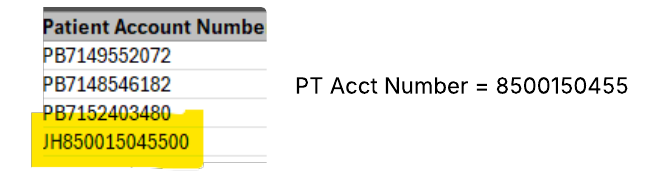 Patient Account Numbe
PB7149552072
PB7148546182
PB7152403480
JH850015045500
PT Acct Number = 8500150455